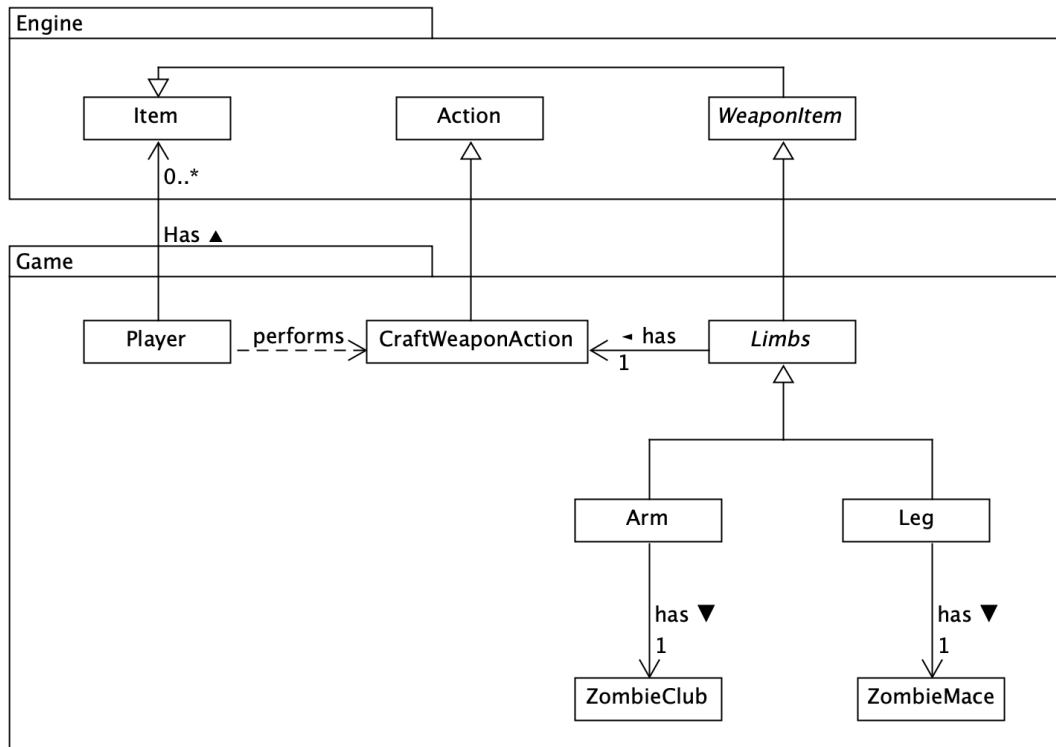 Engine
Item
Action
WeaponItem
0..*
Has ▲
Game
Player
performs
CraftWeaponAction
◄ has
1
Limbs
Arm
Leg
has ▼
1
has ▼
1
ZombieClub
ZombieMace